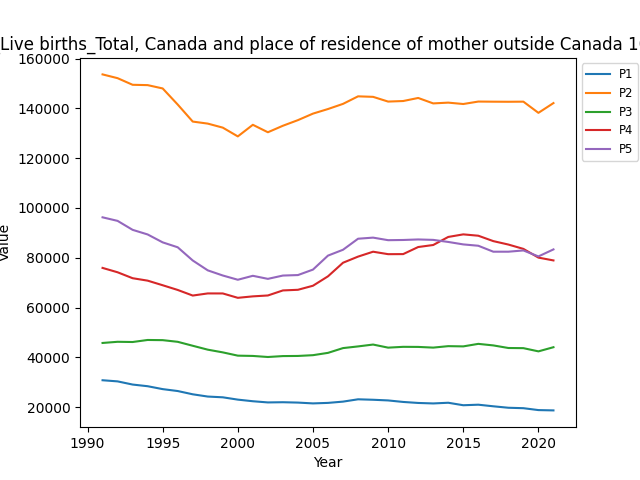 Live births_Total, Canada and place of residence of mother outside Canada
160000
140000
120000
100000
80000
60000
40000
20000
Value
1990
1995
2000
2005
2010
2015
2020
Year
P1
P2
P3
P4
P5